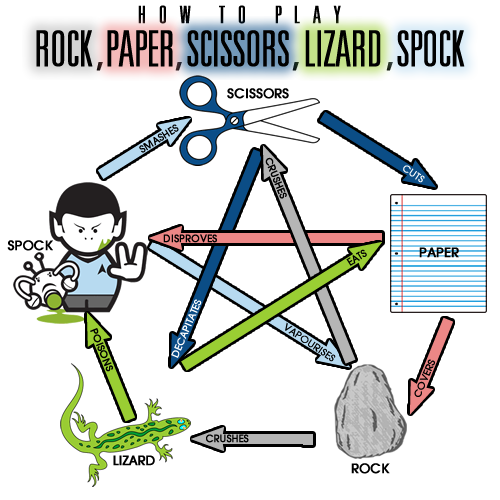 HOW TO PLAY
ROCK, PAPER, SCISSORS, LIZARD, SPOCK
SCISSORS
SMASHES
CUTS
CRUSHES
SPOCK
DISPROVES
EATS
PAPER
DECAPITATES
VAPOURISES
POISONS
COVERS
CRUSHES
LIZARD
ROCK